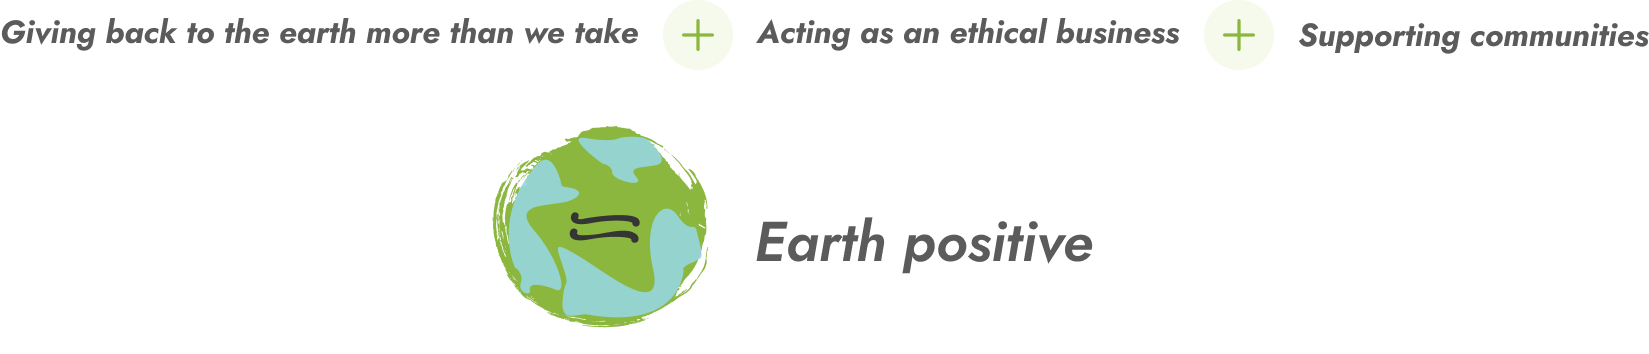 Giving back to the earth more than we take + Acting as an ethical business + Supporting communities
= Earth positive